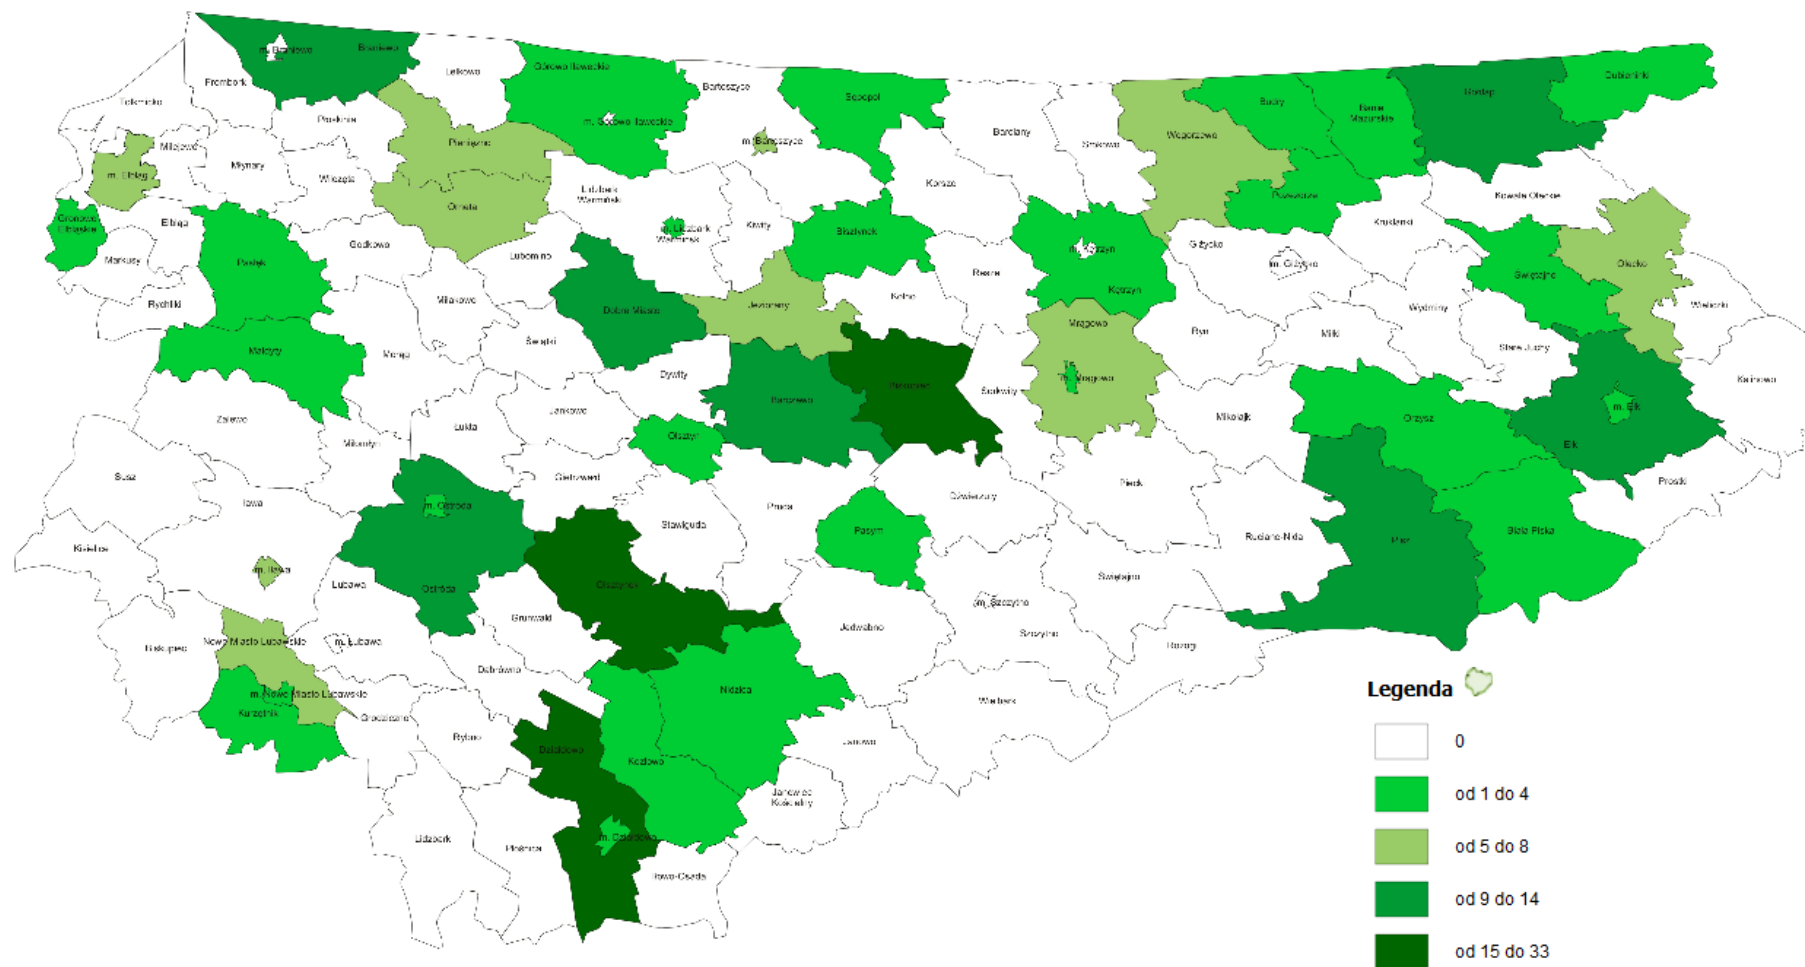 m. Braniewo
Braniewo
Lelkowo
Górowo Iławeckie
Bartoszyce
Sępopol
Budry
Banie
Mazurskie
Gołdap
Dubieninki
Frombork
Tolkmicko
Płoskinia
m. Górowo Iławeckie
Barciany
Srokowo
Węgorzewo
Milejewo
Młynary
Pieniężno
m. Bartoszyce
m. Elbląg
Wilczęta
Lidzbark
Warmiński
Korsze
Pozezdrze
Kowale Oleckie
Orneta
Gronowo
Elbląskie
Elbląg
Godkowo
m. Lidzbark
Warmiński
Kiwity
Bisztynek
Kruklanki
Markusy
Pasłęk
Lubomino
m. Kętrzyn
Giżycko
m. Giżycko
Świętajno
Olecko
Rychliki
Miłakowo
Dobre Miasto
Jeziorany
Kolno
Reszel
Kętrzyn
Wydminy
Wieliczki
Małdyty
Morąg
Świątki
Mrągowo
Ryn
Miłki
Stare Juchy
Dywity
Biskupiec
Barczewo
Sorkwity
m. Mrągowo
Kalinowo
Zalewo
Miłomłyn
Łukta
Jonkowo
Olsztyn
Mikołajki
Orzysz
m. Ełk
Ełk
Susz
Iława
Gietrzwałd
m. Ostróda
Stawiguda
Purda
Dźwierzuty
Piecki
Prostki
Kisielice
m. Iława
Lubawa
Ostróda
Olsztynek
Pasym
Świętajno
Ruciane-Nida
Pisz
Biała Piska
Biskupiec
Nowe Miasto Lubawskie
m. Lubawa
Grunwald
Jedwabno
m. Szczytno
Szczytno
Rozogi
Dąbrówno
m. Nowe Miasto Lubawskie
Kurzętnik
Grodziczno
Nidzica
Wielbark
Rybno
Działdowo
Kozłowo
Janowo
Janowiec
Kościelny
Lidzbark
Płośnica
m. Działdowo
Iłowo-Osada
Legenda
0
od 1 do 4
od 5 do 8
od 9 do 14
od 15 do 33